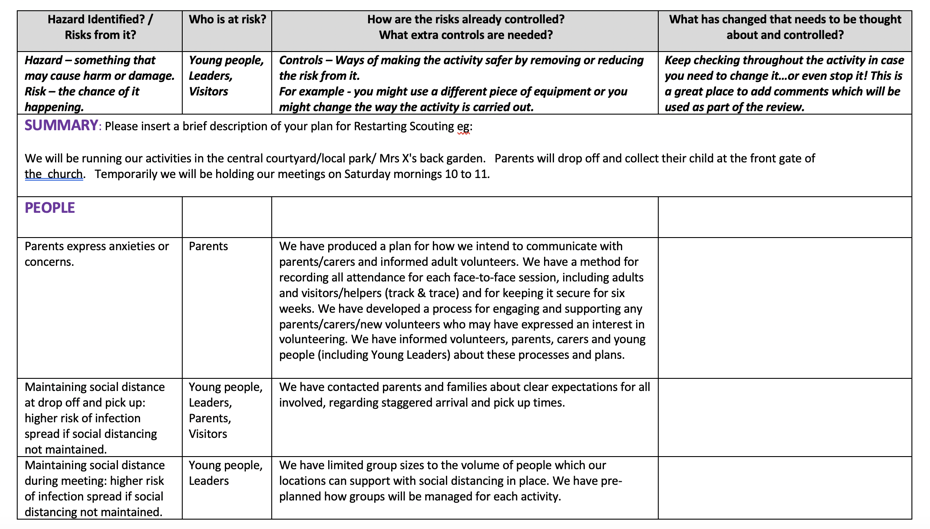 Hazard Identified? /
Risks from it?
Who is at risk?
How are the risks already controlled?
What extra controls are needed?
What has changed that needs to be thought
about and controlled?
Hazard – something that
may cause harm or damage.
Risk – the chance of it
happening.
Young people,
Leaders,
Visitors
Controls – Ways of making the activity safer by removing or reducing
the risk from it.
For example - you might use a different piece of equipment or you
might change the way the activity is carried out.
Keep checking throughout the activity in case
you need to change it…or even stop it! This is
a great place to add comments which will be
used as part of the review.
SUMMARY: Please insert a brief description of your plan for Restarting Scouting eg:
We will be running our activities in the central courtyard/local park/ Mrs X's back garden. Parents will drop off and collect their child at the front gate of
the church. Temporarily we will be holding our meetings on Saturday mornings 10 to 11.
PEOPLE
Parents express anxieties or
concerns.
Parents
We have produced a plan for how we intend to communicate with
parents/carers and informed adult volunteers. We have a method for
recording all attendance for each face-to-face session, including adults
and visitors/helpers (track & trace) and for keeping it secure for six
weeks. We have developed a process for engaging and supporting any
parents/carers/new volunteers who may have expressed an interest in
volunteering. We have informed volunteers, parents, carers and young
people (including Young Leaders) about these processes and plans.
Maintaining social distance
at drop off and pick up:
higher risk of infection
spread if social distancing
not maintained.
Young people,
Leaders,
Parents,
Visitors
We have contacted parents and families about clear expectations for all
involved, regarding staggered arrival and pick up times.
Maintaining social distance
during meeting: higher risk
of infection spread if social
distancing not maintained.
Young people,
Leaders
We have limited group sizes to the volume of people which our
locations can support with social distancing in place. We have pre-
planned how groups will be managed for each activity.